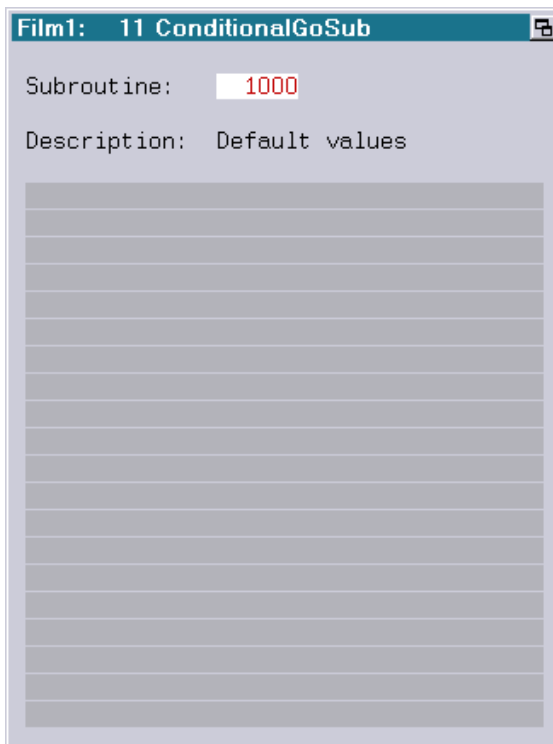 Film1: 11 ConditionalGoSub
Subroutine: 1000
Description: Default values